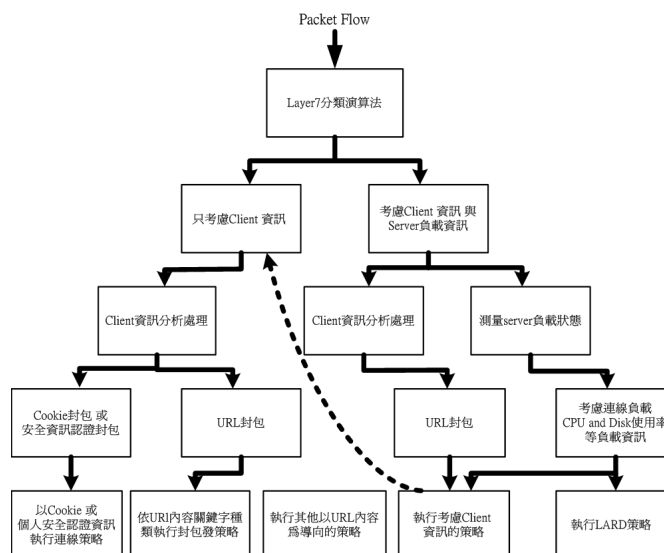 Packet Flow
Layer7分類演算法
只考慮Client 資訊
考慮Client 資訊 與
Server負載資訊
Client資訊分析處理
Client資訊分析處理
測量server負載狀態
Cookie封包 或
安全資訊認證封包
URL封包
URL封包
考慮連線負載
CPU and Disk使用率
等負載資訊
以Cookie 或
個人安全認證資訊
執行連線策略
依URI內容關鍵字種
類執行封包發策略
執行其他以URL內容
為導向的策略
執行考慮Client
資訊的策略
執行LARD策略